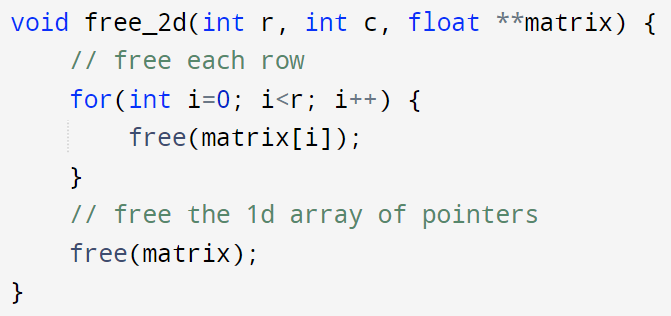 void free_2d(int r, int c, float **matrix) {
    // free each row
    for(int i=0; i<r; i++) {
        free(matrix[i]);
    }
    // free the 1d array of pointers
    free(matrix);
}